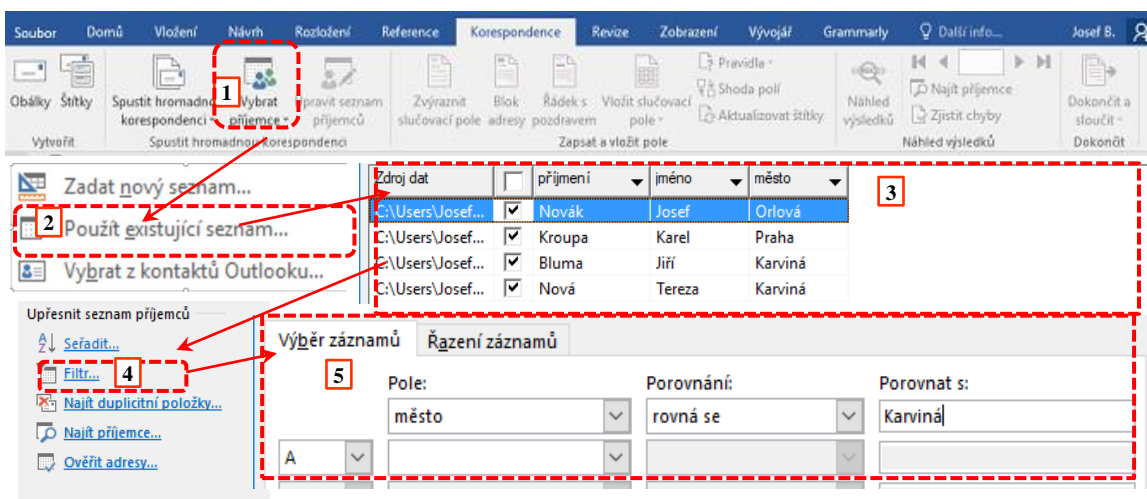 Soubor Domů Vložení Návrh Rozložení Reference Korespondence Revize Zobrazení Vývojář Grammarly Další info... Josef B.
Obálky Štítky Spustit hromadno korespondenci 1 Vybrat příjemce Upravit seznam příjemců Zvýraznit slučovací pole Blok adresy Řádek s pozdravem Vložit slučovací pole Pravidla Shoda polí Aktualizovat štítky Náhled výsledků Najít příjemce Zjistit chyby Dokončit a sloučit
Vytvořit Spustit hromadnou korespondenci Zapsat a vložit pole Náhled výsledků Dokončit
Zadat nový seznam...
2 Použít existující seznam...
Vybrat z kontaktů Outlooku...
Zdroj dat příjmení jméno město 3
C:\Users\Josef... Novák Josef Orlová
C:\Users\Josef... Kroupa Karel Praha
C:\Users\Josef... Bluma Jiří Karviná
C:\Users\Josef... Nová Tereza Karviná
Upřesnit seznam příjemců
Seřadit...
Filtr... 4
Najít duplicitní položky...
Najít příjemce...
Ověřit adresy...
Výběr záznamů Řazení záznamů
5 Pole: Porovnání: Porovnat s:
město rovná se Karviná
A